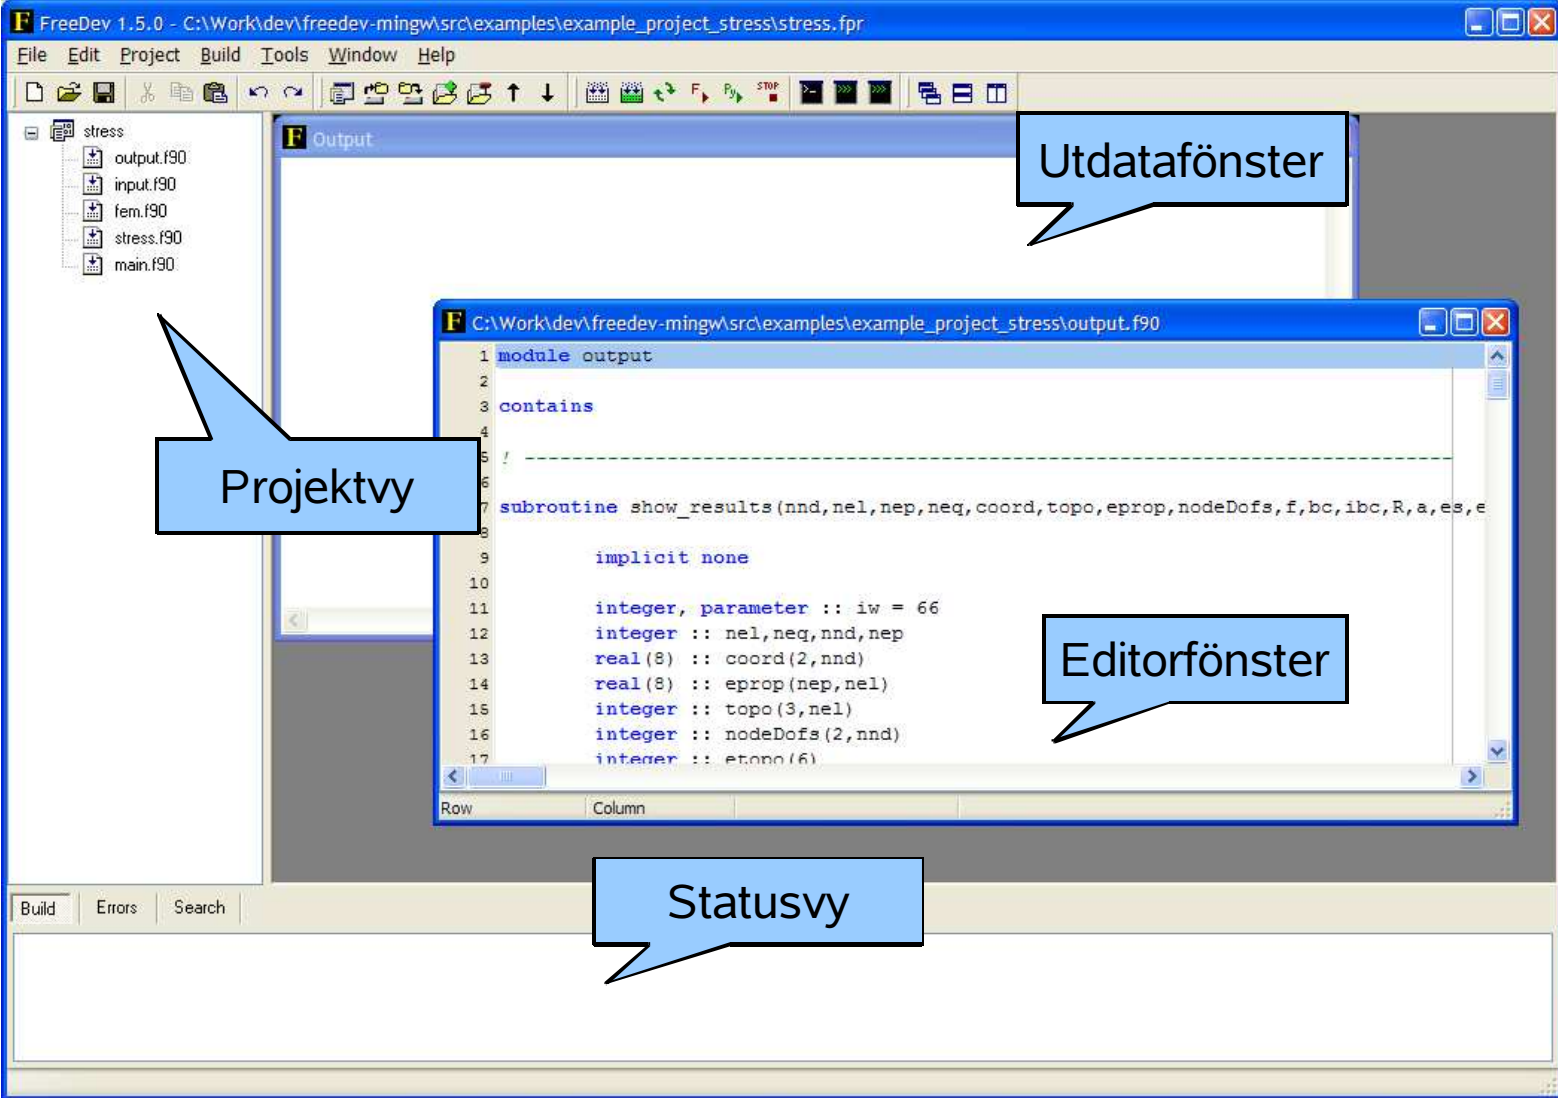 FreeDev 1.5.0 - C:\Work\dev\freedev-mingw\src\examples\example_project_stress\stress.fpr
File Edit Project Build Tools Window Help
stress
output.f90
input.f90
fem.f90
stress.f90
main.f90
Output
Utdatafönster
Projektvy
C:\Work\dev\freedev-mingw\src\examples\example_project_stress\output.f90
1 module output
2
3 contains
4
5 ! ------------------------------------------------------------------------------
6
7 subroutine show_results(nnd,nel,nep,neq,coord,topo,eprop,nodeDofs,f,bc,ibc,R,a,es,e
8
9 implicit none
10
11 integer, parameter :: iw = 66
12 integer :: nel,neq,nnd,nep
13 real(8) :: coord(2,nnd)
14 real(8) :: eprop(nep,nel)
15 integer :: topo(3,nel)
16 integer :: nodeDofs(2,nnd)
17 integer :: etopo(6)
Editorfönster
Row Column
Statusvy
Build Errors Search